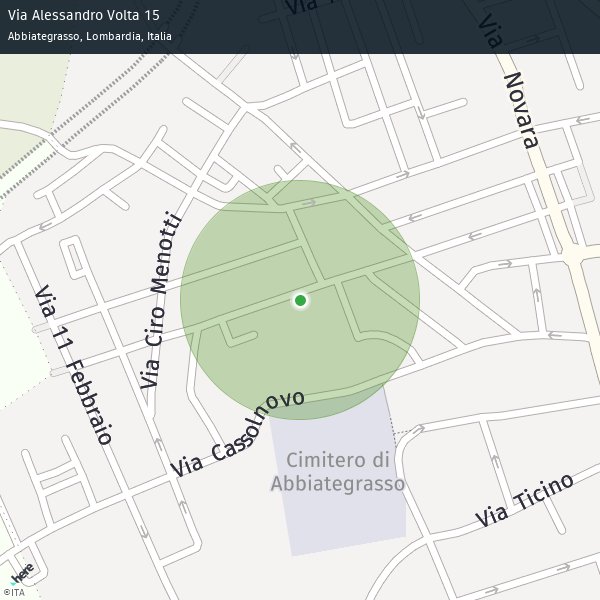 Via Alessandro Volta 15
Abbiategrasso, Lombardia, Italia
Via
Via Novara
Via Ciro Menotti
Via 11 Febbraio
Via Cassolnovo
Cimitero di
Abbiategrasso
Via Ticino
here
©ITA